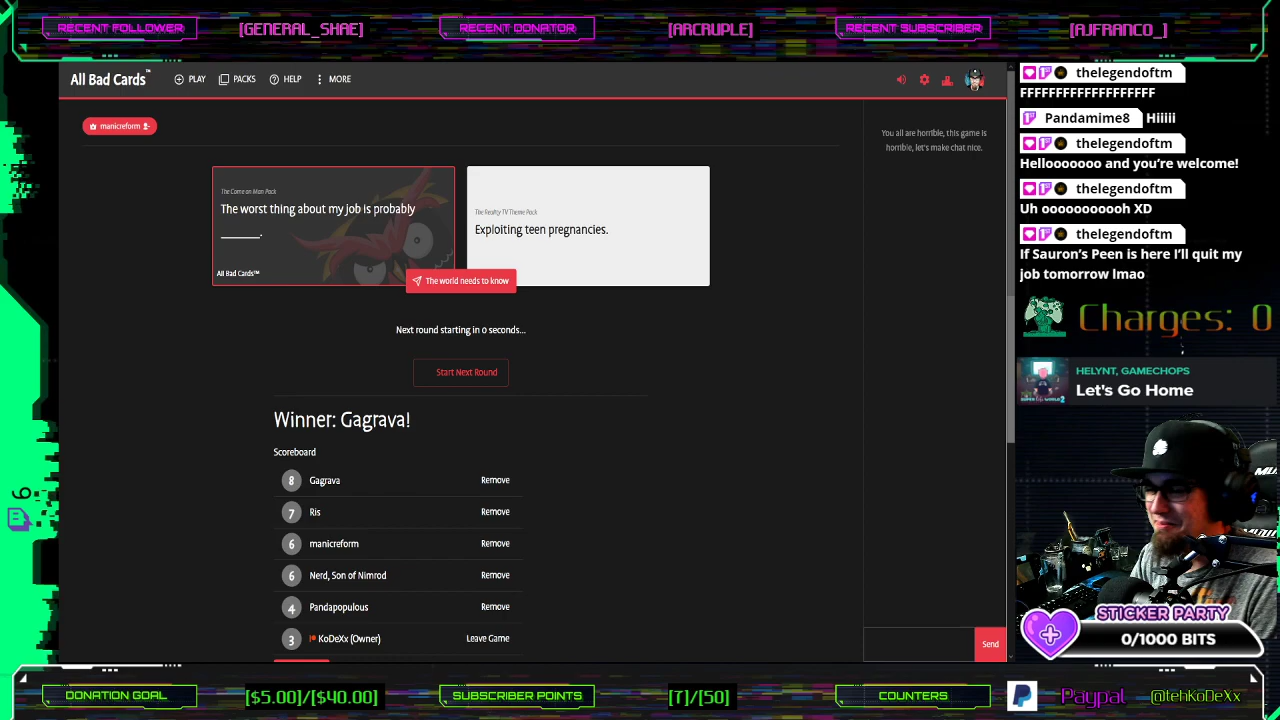 RECENT FOLLOWER
[GENERAL_SHAE]
RECENT DONATOR
[ARCRUPLE]
RECENT SUBSCRIBER
[AJFRANCO_]
All Bad Cards™
PLAY
PACKS
HELP
MORE
manicreform
The Come on Man Pack
The worst thing about my job is probably
______.
All Bad Cards™
The Reality TV Theme Pack
Exploiting teen pregnancies.
The world needs to know
Next round starting in 0 seconds...
Start Next Round
Winner: Gagrava!
Scoreboard
8 Gagrava Remove
7 Ris Remove
6 manicreform Remove
6 Nerd, Son of Nimrod Remove
4 Pandapopulous Remove
3 KoDeXx (Owner) Leave Game
You all are horrible, this game is
horrible, let's make chat nice.
Send
thelegendoftm
FFFFFFFFFFFFFFFFFFF
Pandamime8 Hiiiii
thelegendoftm
Helloooooooo and you're welcome!
thelegendoftm
Uh oooooooooooh XD
thelegendoftm
If Sauron's Peen is here I'll quit my
job tomorrow lmao
Charges: 0
HELYNT, GAMECHOPS
Let's Go Home
STICKER PARTY
0/1000 BITS
DONATION GOAL
[$5.00]/[$40.00]
SUBSCRIBER POINTS
COUNTERS
Paypal
@tehKoDeXx